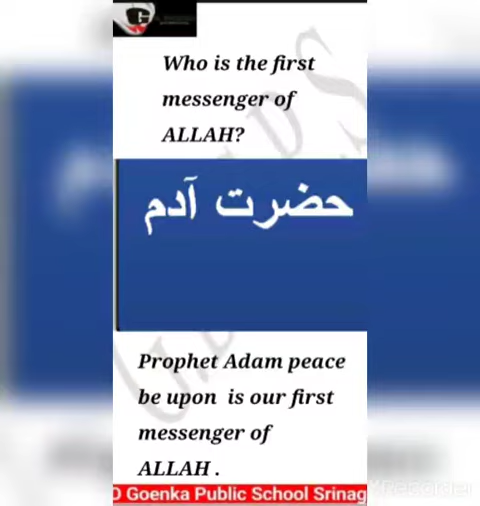 Who is the first
messenger of
ALLAH?
حضرت آدم
Prophet Adam peace
be upon is our first
messenger of
ALLAH .
D Goenka Public School Srinag
Recorder